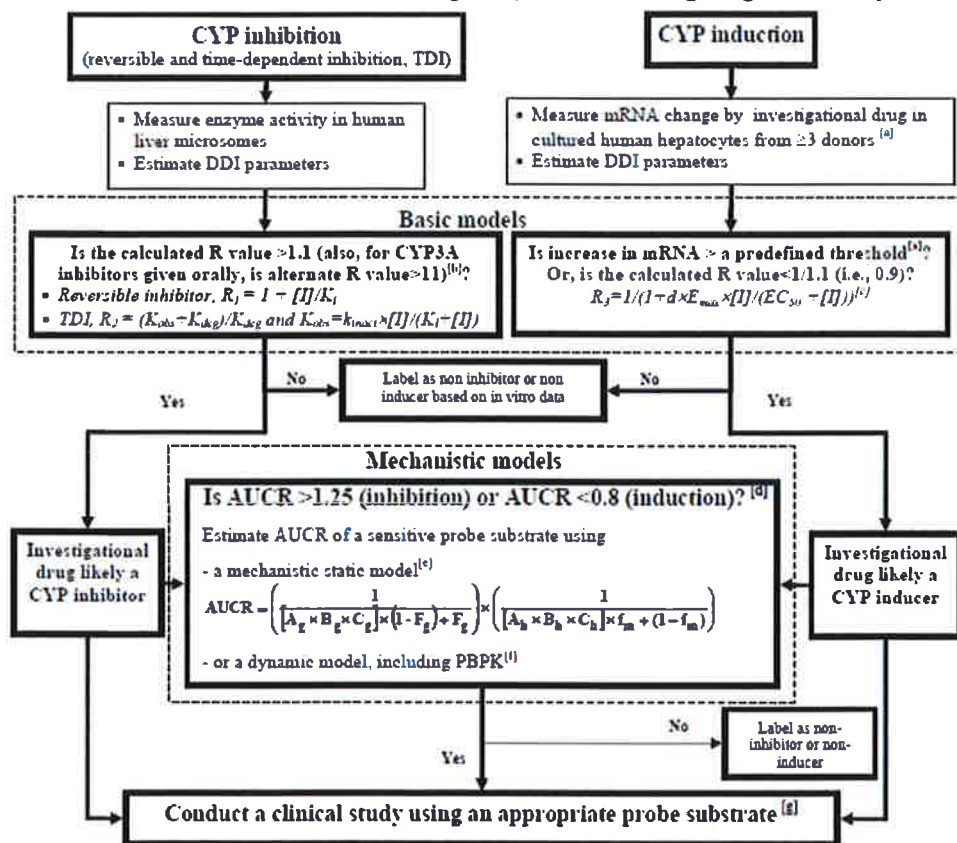 CYP inhibition
(reversible and time-dependent inhibition, TDI)
CYP induction
▪ Measure enzyme activity in human
liver microsomes
▪ Estimate DDI parameters
▪ Measure mRNA change by investigational drug in
cultured human hepatocytes from ≥3 donors [a]
▪ Estimate DDI parameters
Basic models
Is the calculated R value >1.1 (also, for CYP3A
inhibitors given orally, is alternate R value>11)[b]?
▪ Reversible inhibitor, R1 = 1 + [I]/Ki
▪ TDI, R2 = (Kobs+Kdeg)/Kdeg and Kobs=kinact×[I]/(KI+[I])
Is increase in mRNA > a predefined threshold[a]?
Or, is the calculated R value<1/1.1 (i.e., 0.9)?
R3=1/(1+d×Emax×[I]/(EC50 +[I]))[c]
No
Label as non inhibitor or non
inducer based on in vitro data
No
Yes
Yes
Mechanistic models
Is AUCR >1.25 (inhibition) or AUCR <0.8 (induction)? [d]
Estimate AUCR of a sensitive probe substrate using
- a mechanistic static model[e]
AUCR = (1/([Ag × Bg × Cg]×(1-Fg)+Fg)) × (1/([Ah × Bh × Ch]×fm+(1-fm)))
- or a dynamic model, including PBPK[f]
Investigational
drug likely a
CYP inhibitor
Investigational
drug likely a
CYP inducer
No
Label as non-
inhibitor or non-
inducer
Yes
Conduct a clinical study using an appropriate probe substrate [g]